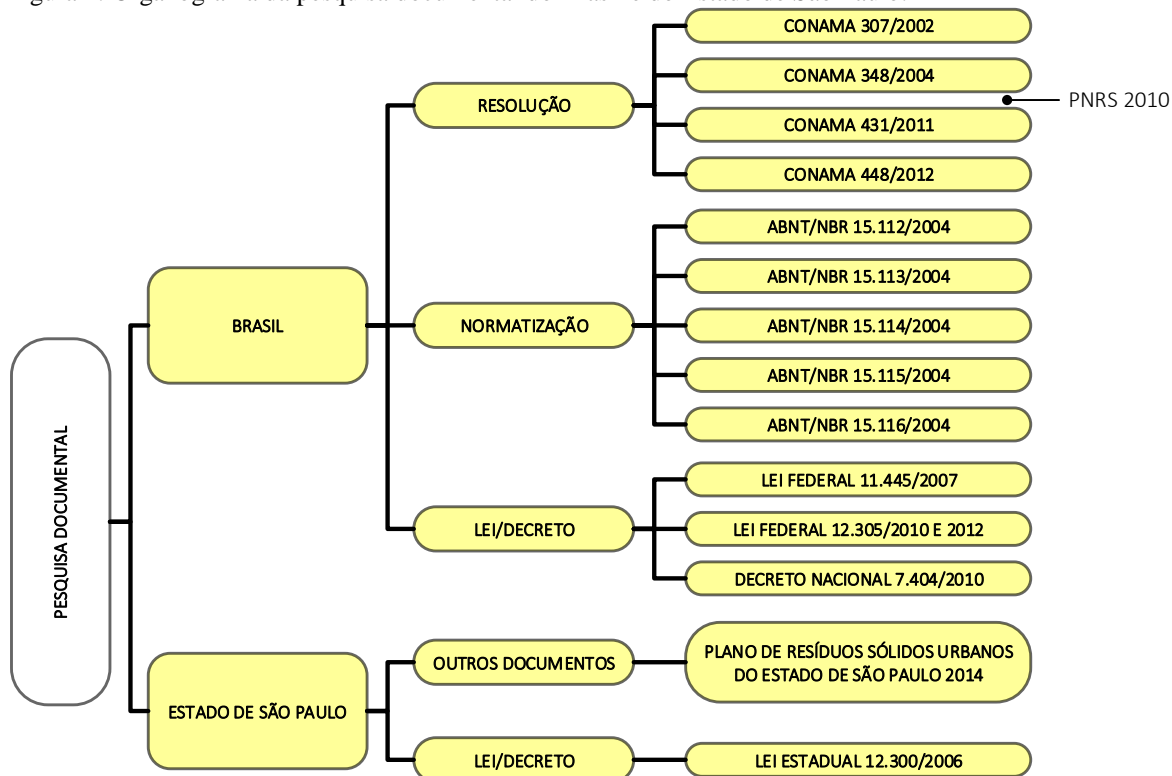 CONAMA 307/2002
CONAMA 348/2004
RESOLUÇÃO
PNRS 2010
CONAMA 431/2011
CONAMA 448/2012
ABNT/NBR 15.112/2004
ABNT/NBR 15.113/2004
BRASIL
NORMATIZAÇÃO
ABNT/NBR 15.114/2004
ABNT/NBR 15.115/2004
ABNT/NBR 15.116/2004
PESQUISA DOCUMENTAL
LEI FEDERAL 11.445/2007
LEI/DECRETO
LEI FEDERAL 12.305/2010 E 2012
DECRETO NACIONAL 7.404/2010
OUTROS DOCUMENTOS
PLANO DE RESÍDUOS SÓLIDOS URBANOS
DO ESTADO DE SÃO PAULO 2014
ESTADO DE SÃO PAULO
LEI/DECRETO
LEI ESTADUAL 12.300/2006